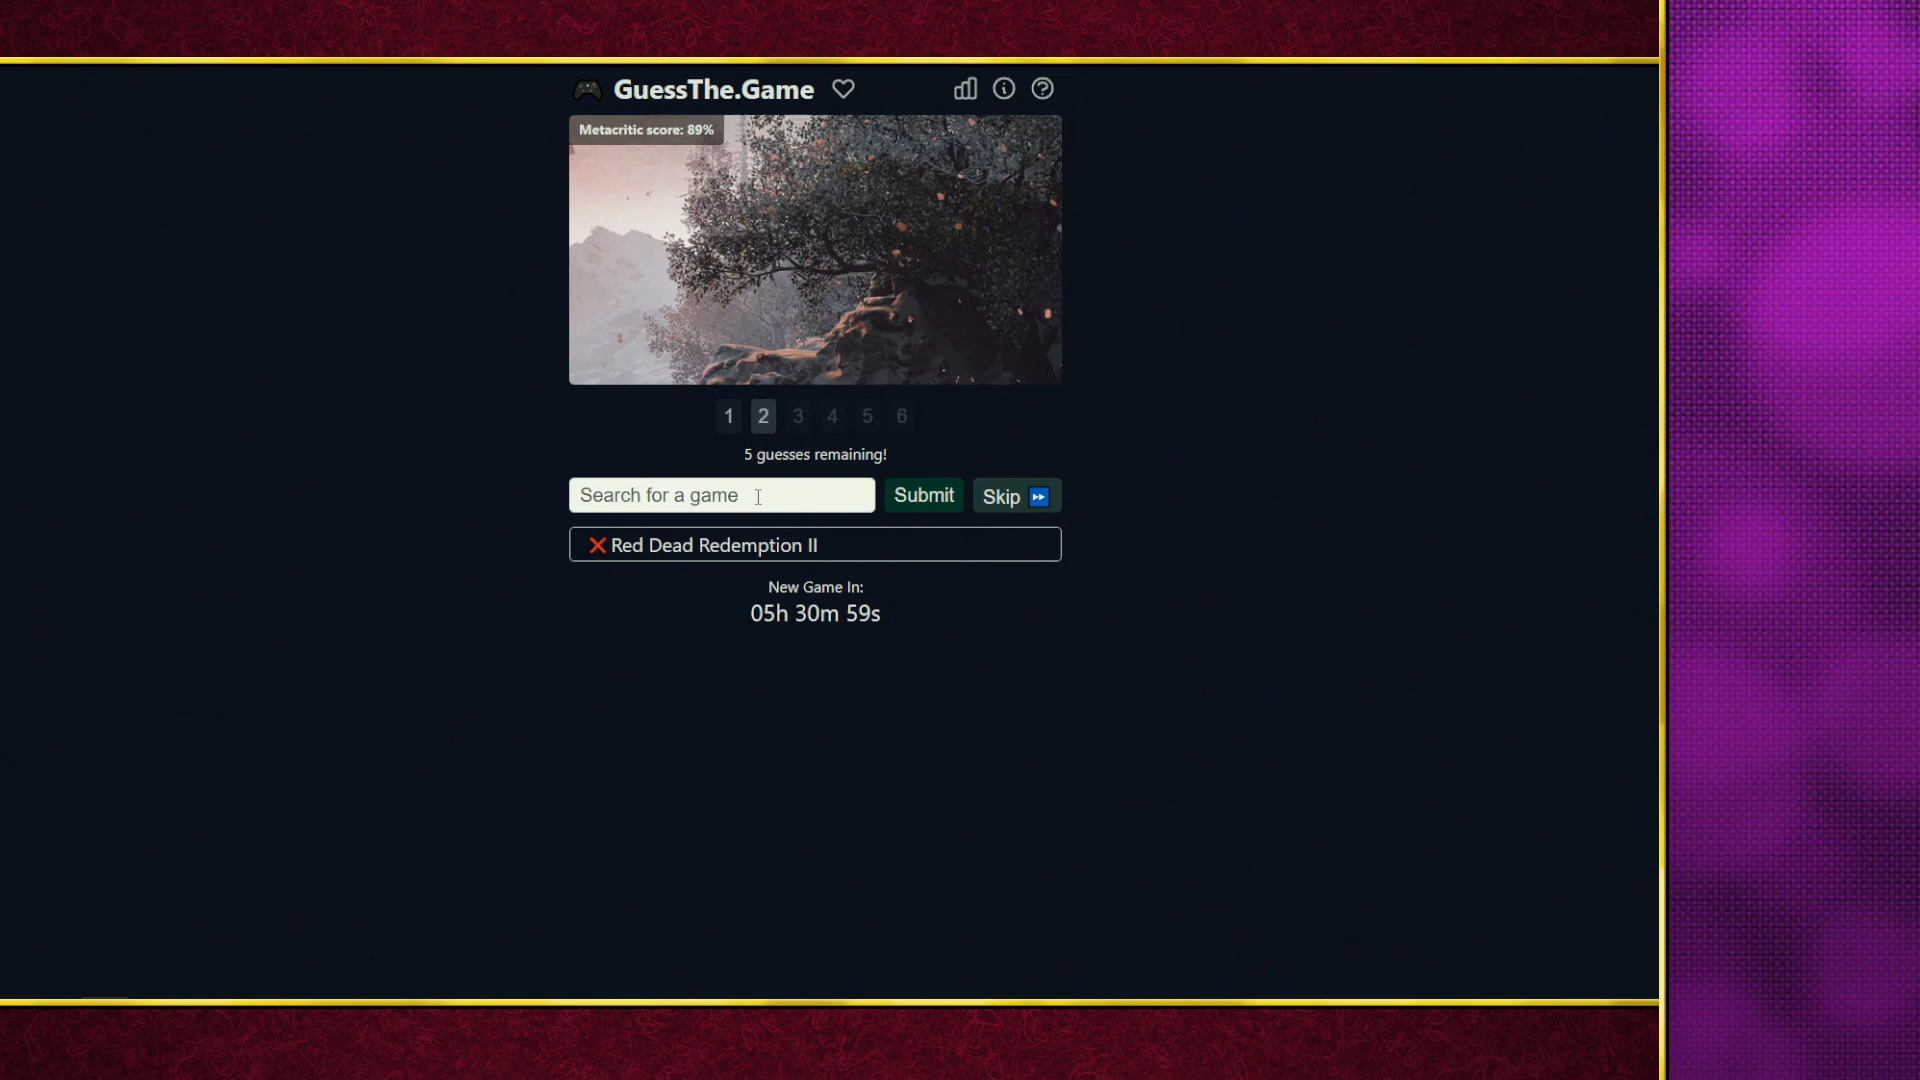 GuessThe.Game
Metacritic score: 89%
1 2 3 4 5 6
5 guesses remaining!
Search for a game
Submit
Skip
Red Dead Redemption II
New Game In:
05h 30m 59s